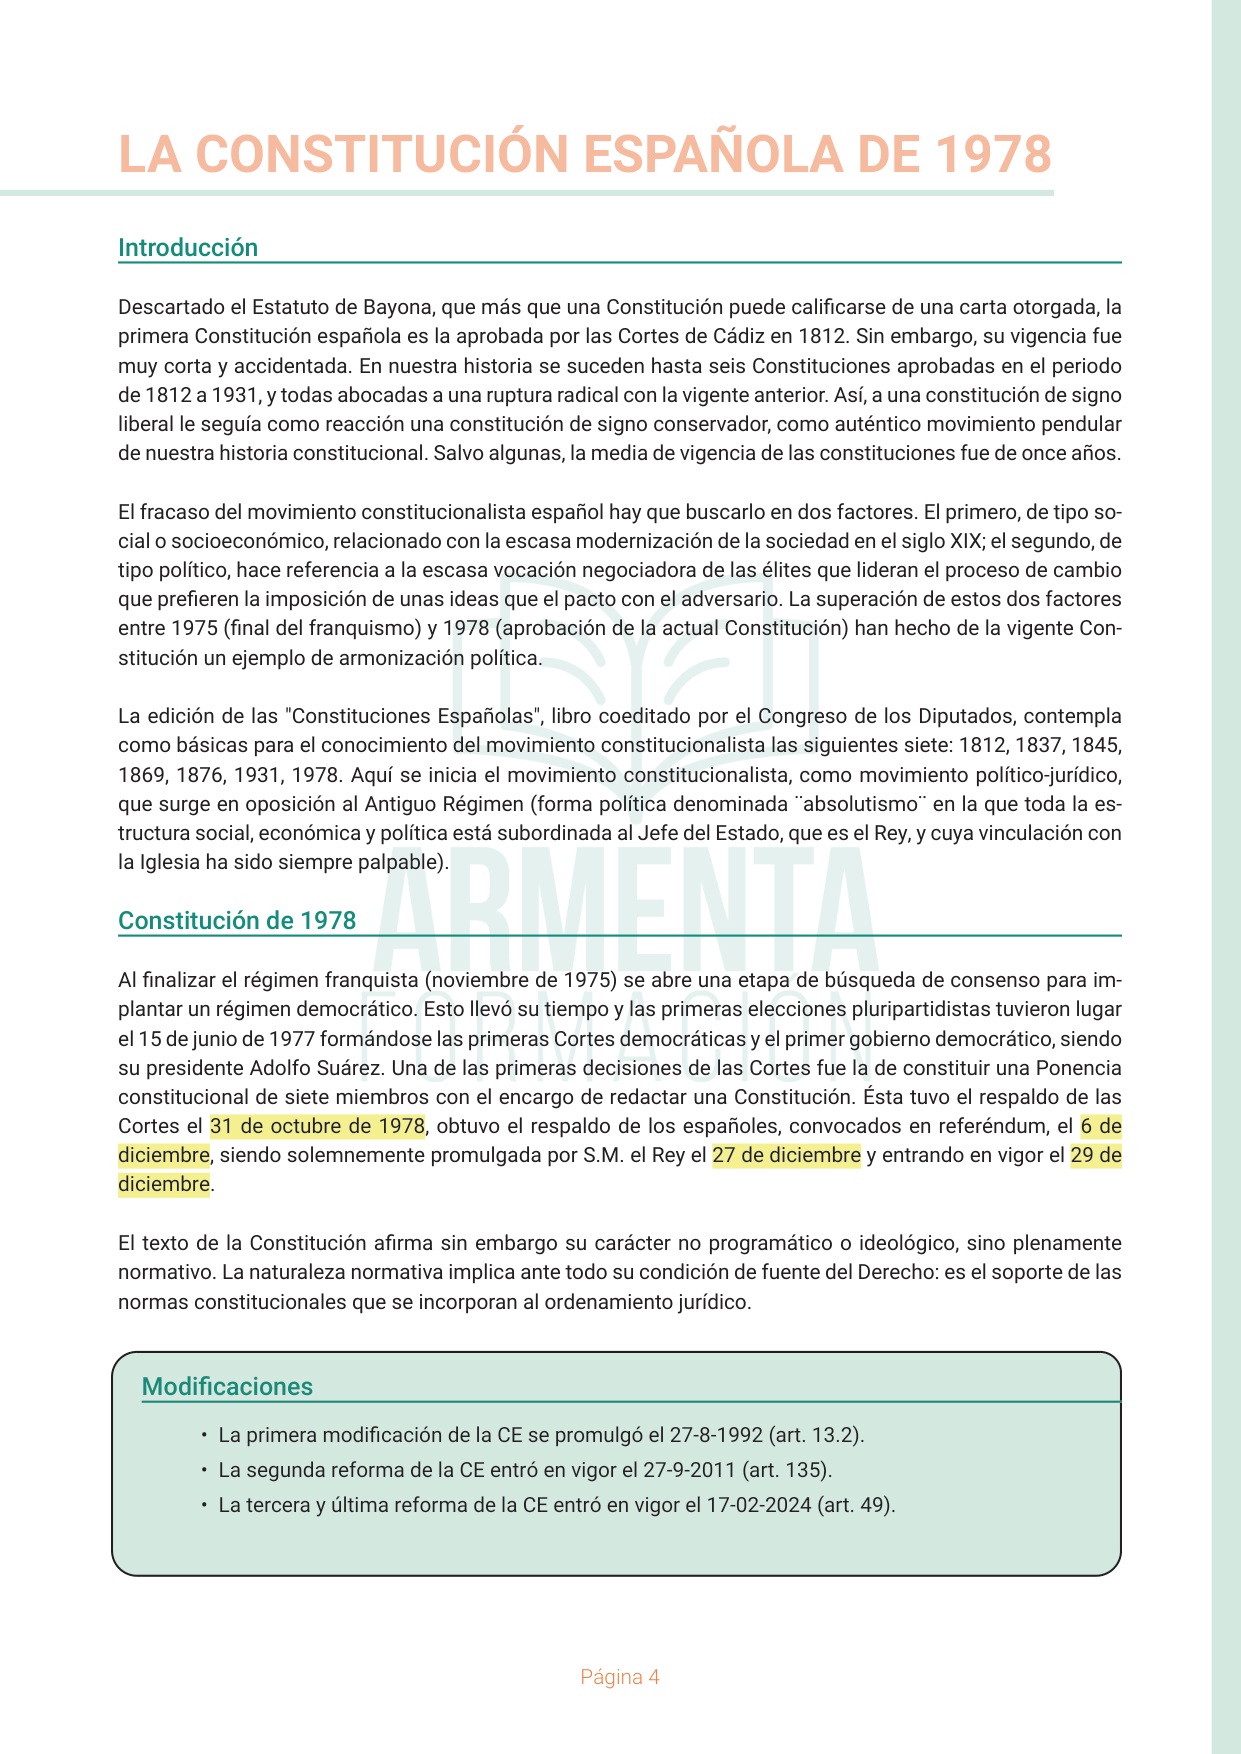 LA CONSTITUCIÓN ESPAÑOLA DE 1978
Introducción
Descartado el Estatuto de Bayona, que más que una Constitución puede calificarse de una carta otorgada, la
primera Constitución española es la aprobada por las Cortes de Cádiz en 1812. Sin embargo, su vigencia fue
muy corta y accidentada. En nuestra historia se suceden hasta seis Constituciones aprobadas en el periodo
de 1812 a 1931, y todas abocadas a una ruptura radical con la vigente anterior. Así, a una constitución de signo
liberal le seguía como reacción una constitución de signo conservador, como auténtico movimiento pendular
de nuestra historia constitucional. Salvo algunas, la media de vigencia de las constituciones fue de once años.
El fracaso del movimiento constitucionalista español hay que buscarlo en dos factores. El primero, de tipo so-
cial o socioeconómico, relacionado con la escasa modernización de la sociedad en el siglo XIX; el segundo, de
tipo político, hace referencia a la escasa vocación negociadora de las élites que lideran el proceso de cambio
que prefieren la imposición de unas ideas que el pacto con el adversario. La superación de estos dos factores
entre 1975 (final del franquismo) y 1978 (aprobación de la actual Constitución) han hecho de la vigente Con-
stitución un ejemplo de armonización política.
La edición de las "Constituciones Españolas", libro coeditado por el Congreso de los Diputados, contempla
como básicas para el conocimiento del movimiento constitucionalista las siguientes siete: 1812, 1837, 1845,
1869, 1876, 1931, 1978. Aquí se inicia el movimiento constitucionalista, como movimiento político-jurídico,
que surge en oposición al Antiguo Régimen (forma política denominada ¨absolutismo¨ en la que toda la es-
tructura social, económica y política está subordinada al Jefe del Estado, que es el Rey, y cuya vinculación con
la Iglesia ha sido siempre palpable).
ARMENTA
FORMACIÓN
Constitución de 1978
Al finalizar el régimen franquista (noviembre de 1975) se abre una etapa de búsqueda de consenso para im-
plantar un régimen democrático. Esto llevó su tiempo y las primeras elecciones pluripartidistas tuvieron lugar
el 15 de junio de 1977 formándose las primeras Cortes democráticas y el primer gobierno democrático, siendo
su presidente Adolfo Suárez. Una de las primeras decisiones de las Cortes fue la de constituir una Ponencia
constitucional de siete miembros con el encargo de redactar una Constitución. Ésta tuvo el respaldo de las
Cortes el 31 de octubre de 1978, obtuvo el respaldo de los españoles, convocados en referéndum, el 6 de
diciembre, siendo solemnemente promulgada por S.M. el Rey el 27 de diciembre y entrando en vigor el 29 de
diciembre.
El texto de la Constitución afirma sin embargo su carácter no programático o ideológico, sino plenamente
normativo. La naturaleza normativa implica ante todo su condición de fuente del Derecho: es el soporte de las
normas constitucionales que se incorporan al ordenamiento jurídico.
Modificaciones
• La primera modificación de la CE se promulgó el 27-8-1992 (art. 13.2).
• La segunda reforma de la CE entró en vigor el 27-9-2011 (art. 135).
• La tercera y última reforma de la CE entró en vigor el 17-02-2024 (art. 49).
Página 4